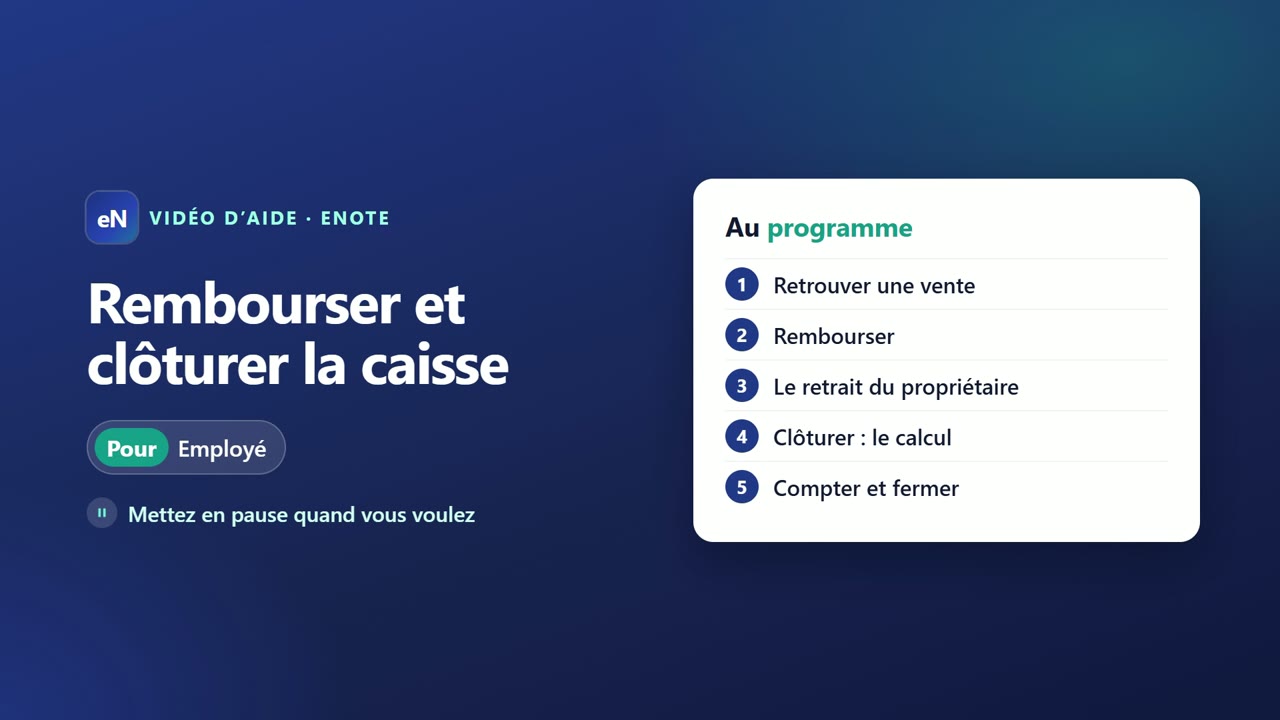 eN
VIDÉO D’AIDE · ENOTE
Rembourser et
clôturer la caisse
Pour Employé
Mettez en pause quand vous voulez
Au programme
1 Retrouver une vente
2 Rembourser
3 Le retrait du propriétaire
4 Clôturer : le calcul
5 Compter et fermer